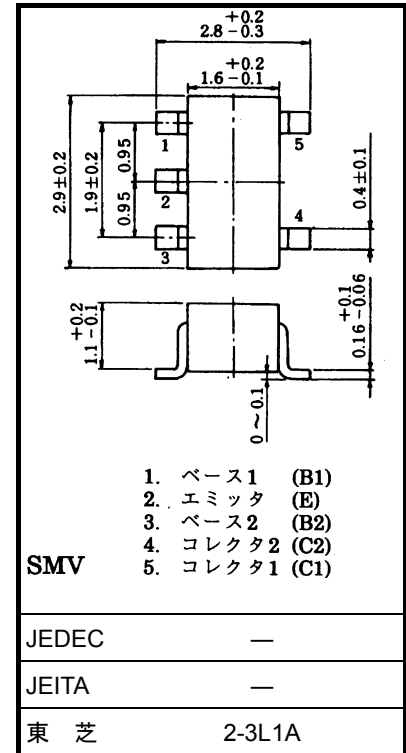 +0.2
2.8 −0.3
+0.2
1.6 −0.1
2.9±0.2
1.9±0.2
0.95
0.95
1
2
3
5
4
0.4±0.1
+0.2
1.1−0.1
+0.1
0.16−0.06
0～0.1
1. ベース1 (B1)
2. エミッタ (E)
3. ベース2 (B2)
4. コレクタ2 (C2)
SMV 5. コレクタ1 (C1)
JEDEC ―
JEITA ―
東 芝 2-3L1A